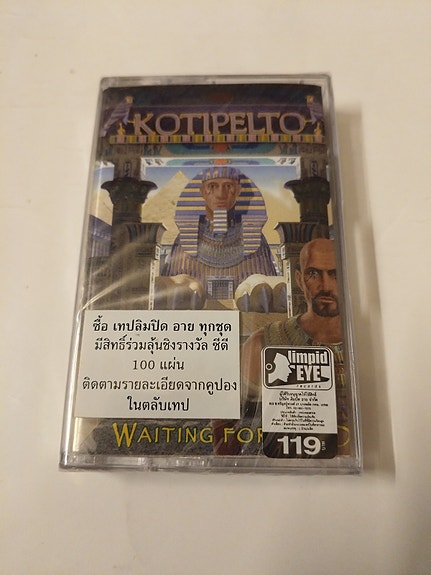 KOTIPELTO
ซื้อ เทปลิมปิด อาย ทุกชุด
มีสิทธิ์ร่วมลุ้นชิงรางวัล ซีดี
100 แผ่น
ติดตามรายละเอียดจากคูปอง
ในตลับเทป
limpid
EYE
records
WAITING FOR
119